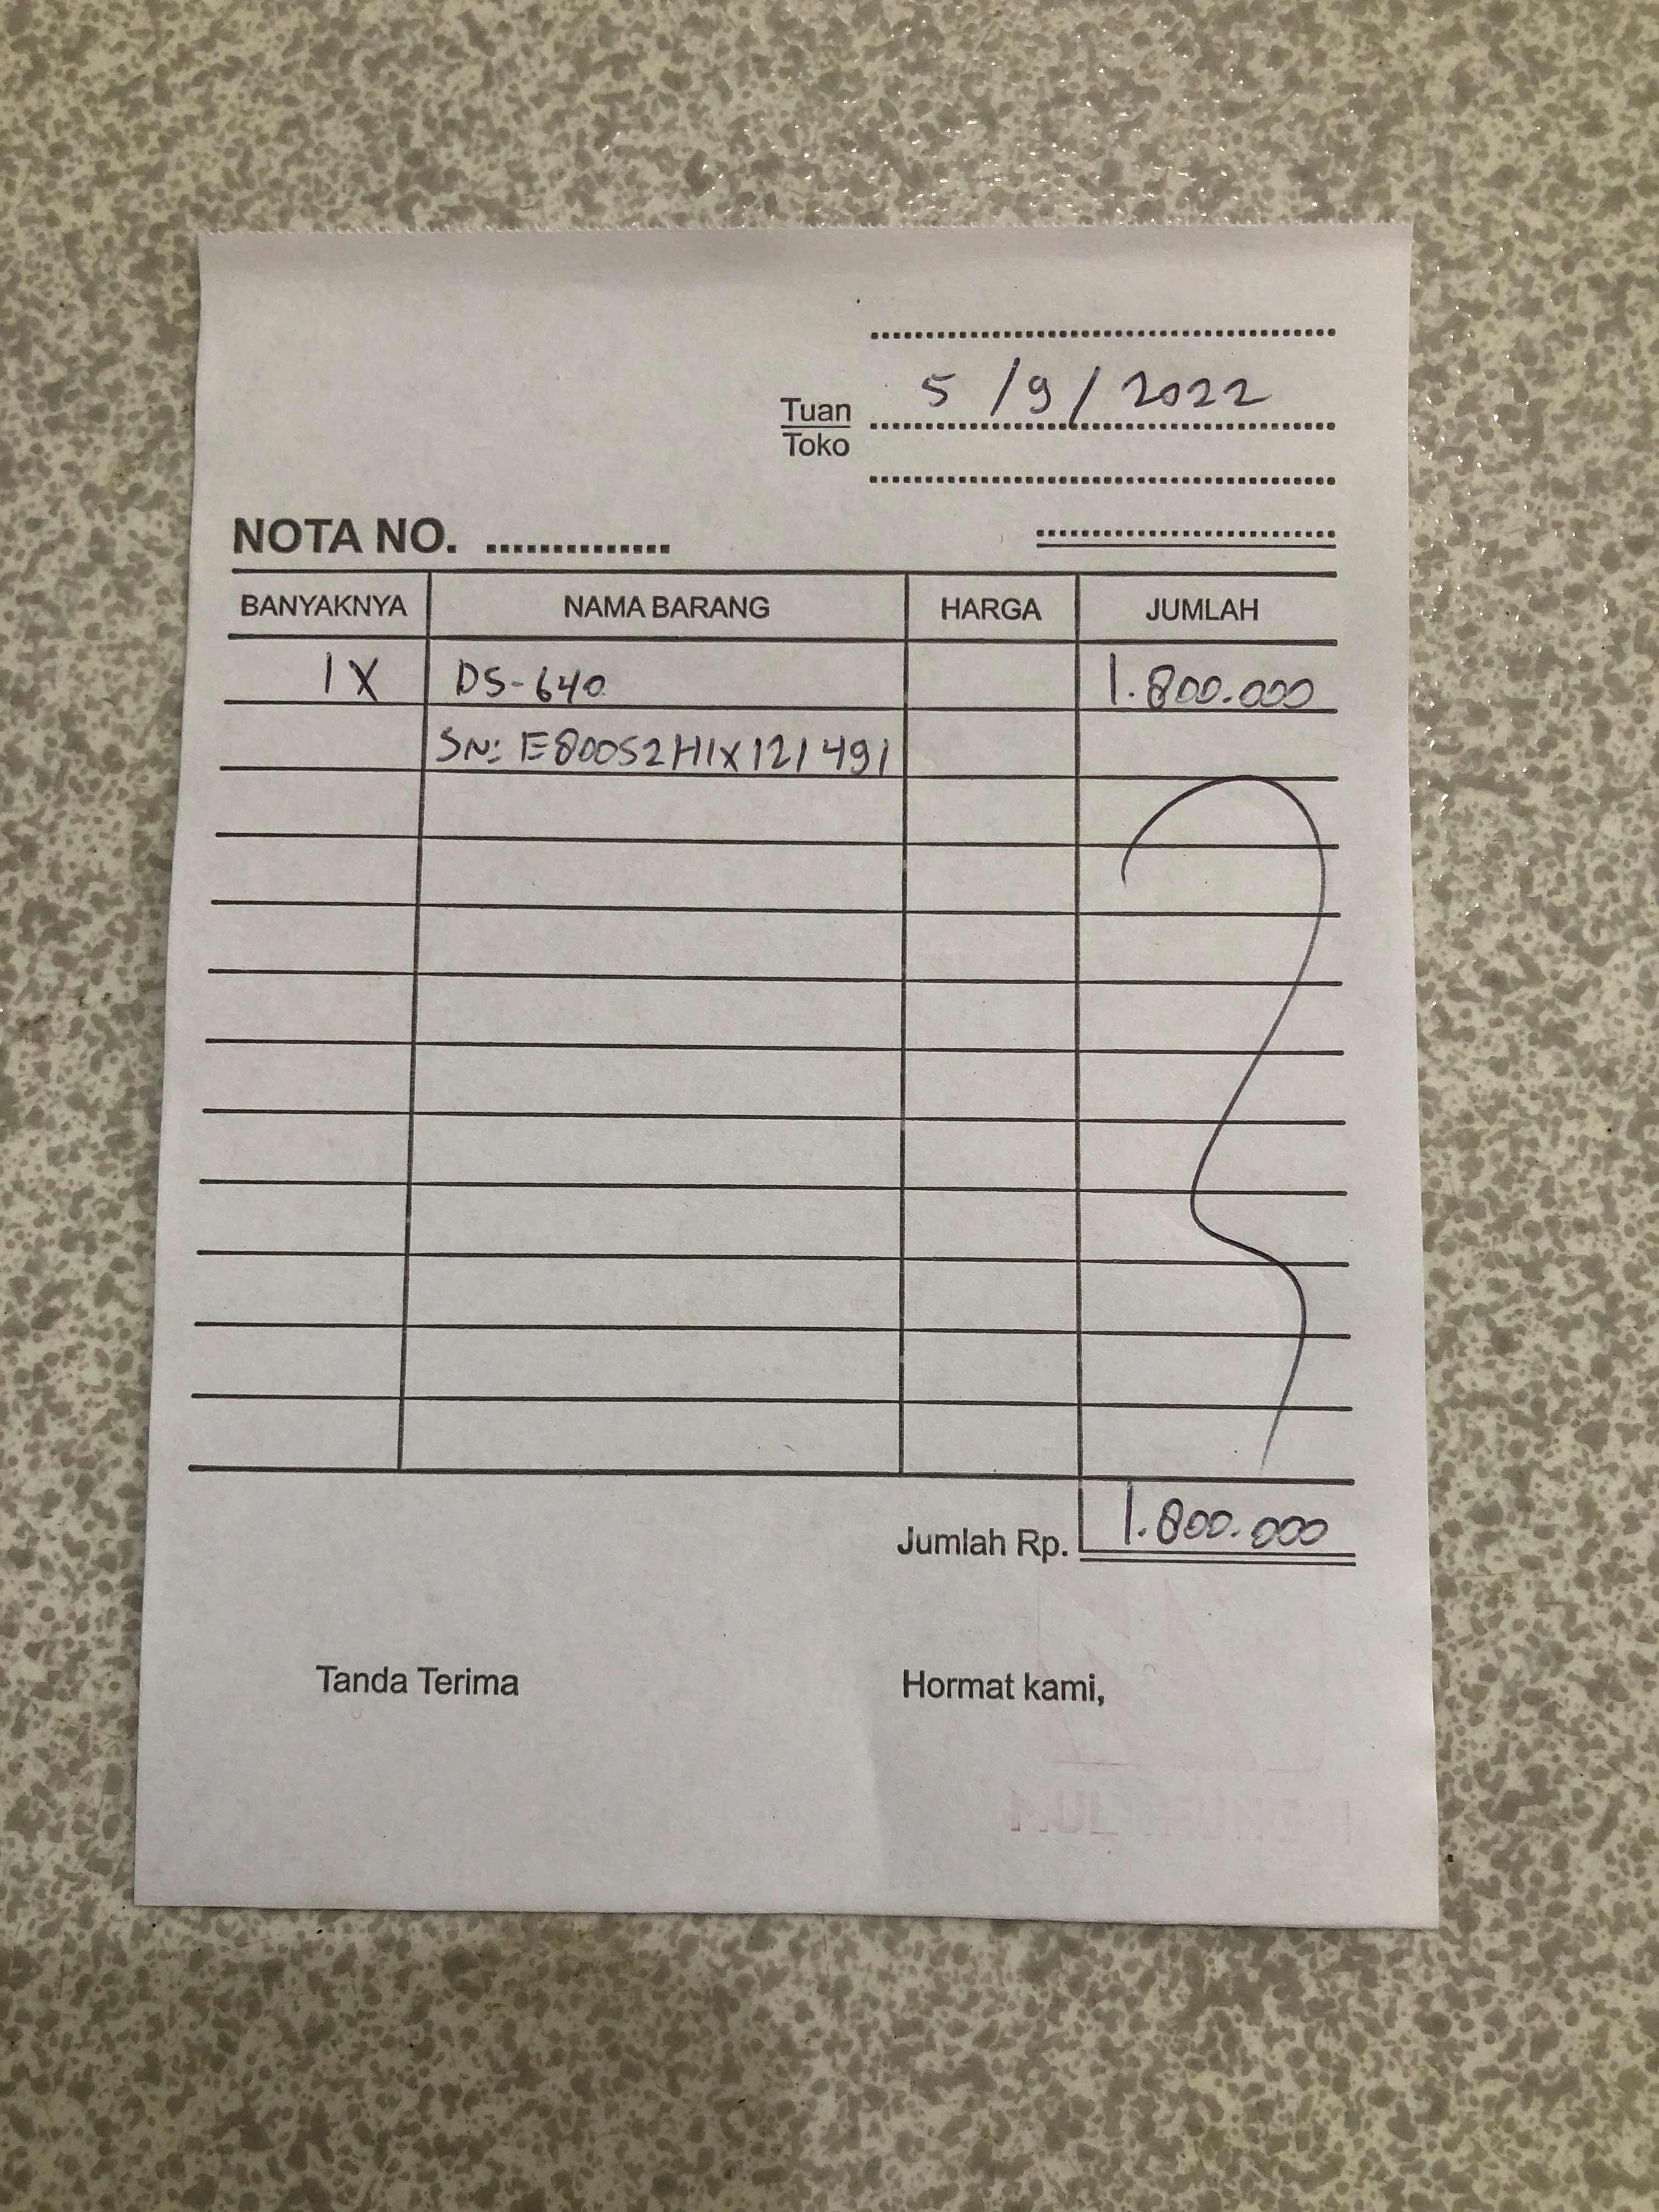 5/9/2022
Tuan
Toko
NOTA NO. ..............
BANYAKNYA NAMA BARANG HARGA JUMLAH
1X DS-640 1.800.000
SN: E80052H1X121491
Jumlah Rp. 1.800.000
Tanda Terima Hormat kami,